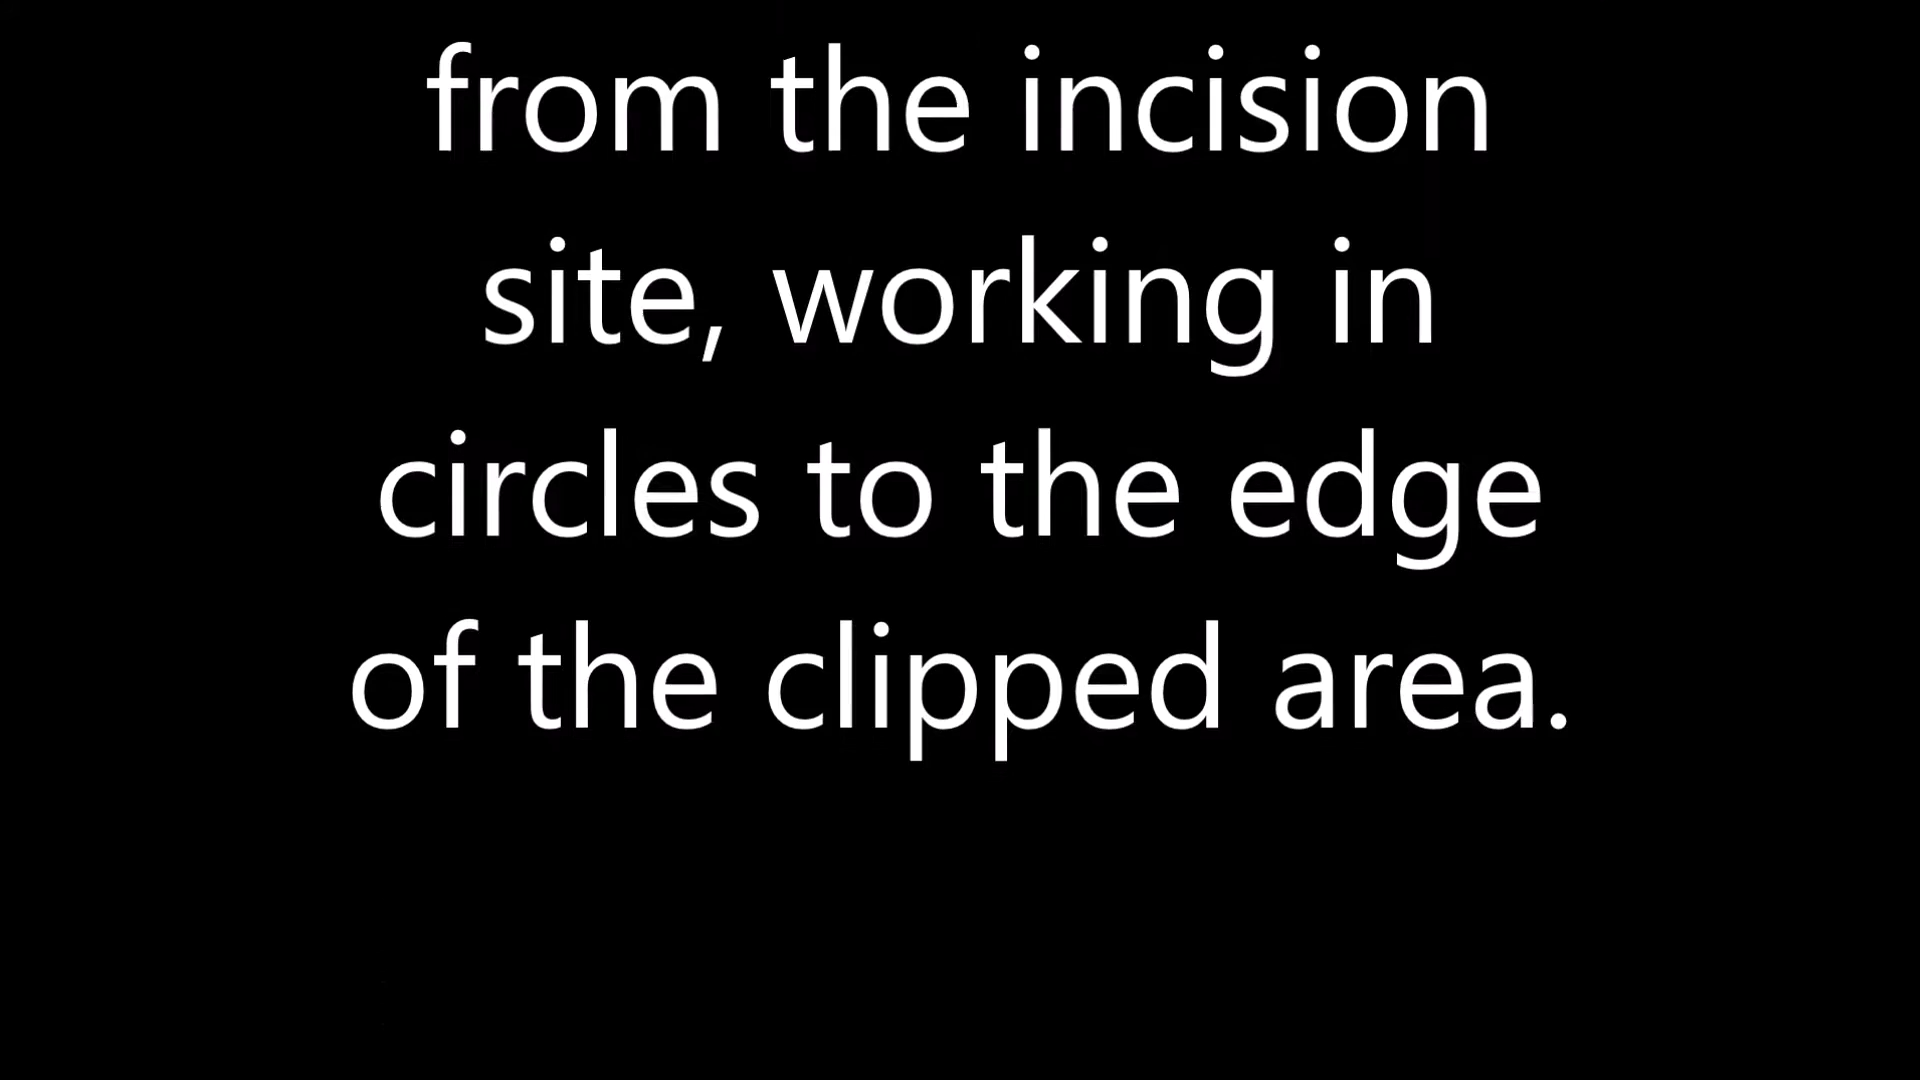 from the incision
site, working in
circles to the edge
of the clipped area.